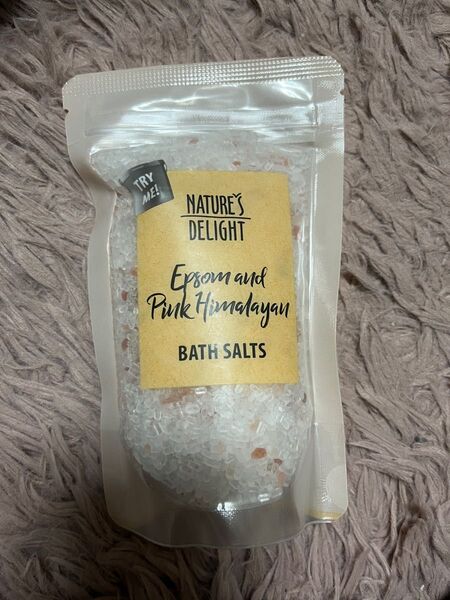 TRY
ME!
NATURE'S
DELIGHT
Epsom and
Pink Himalayan
BATH SALTS